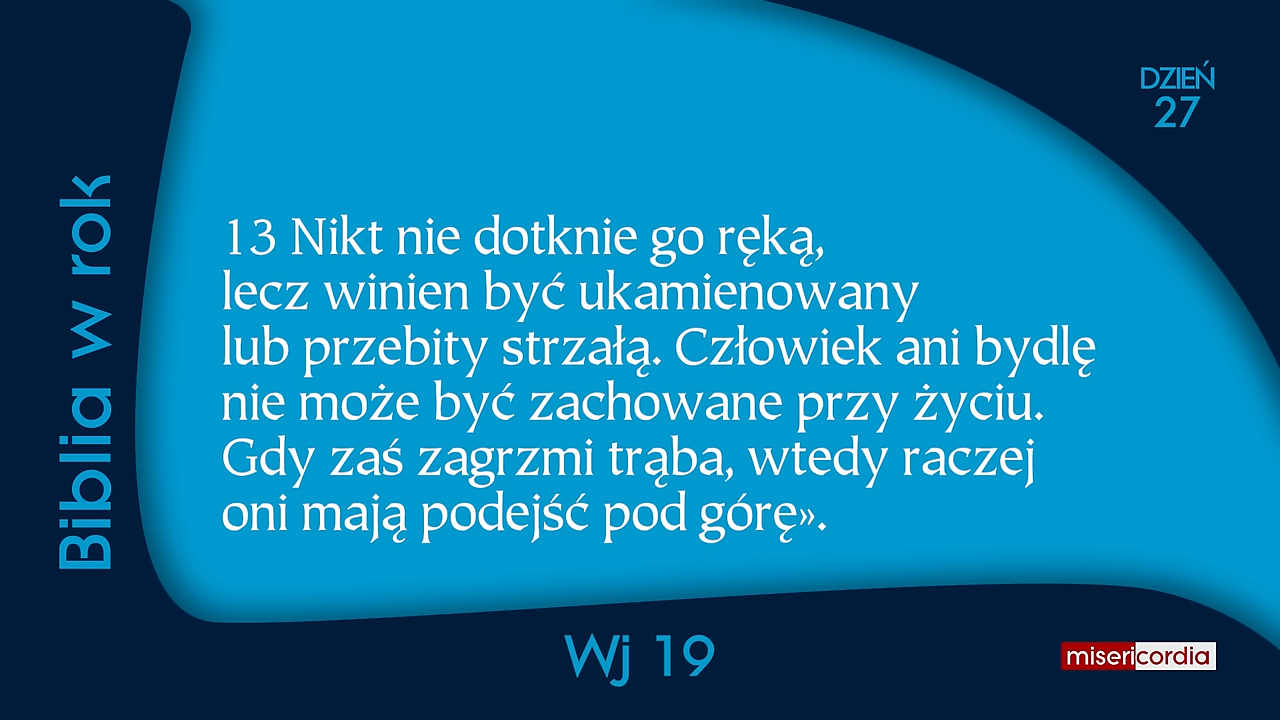 DZIEŃ
27
Biblia w rok
13 Nikt nie dotknie go ręką,
lecz winien być ukamienowany
lub przebity strzałą. Człowiek ani bydlę
nie może być zachowane przy życiu.
Gdy zaś zagrzmi trąba, wtedy raczej
oni mają podejść pod górę».
Wj 19
misericordia